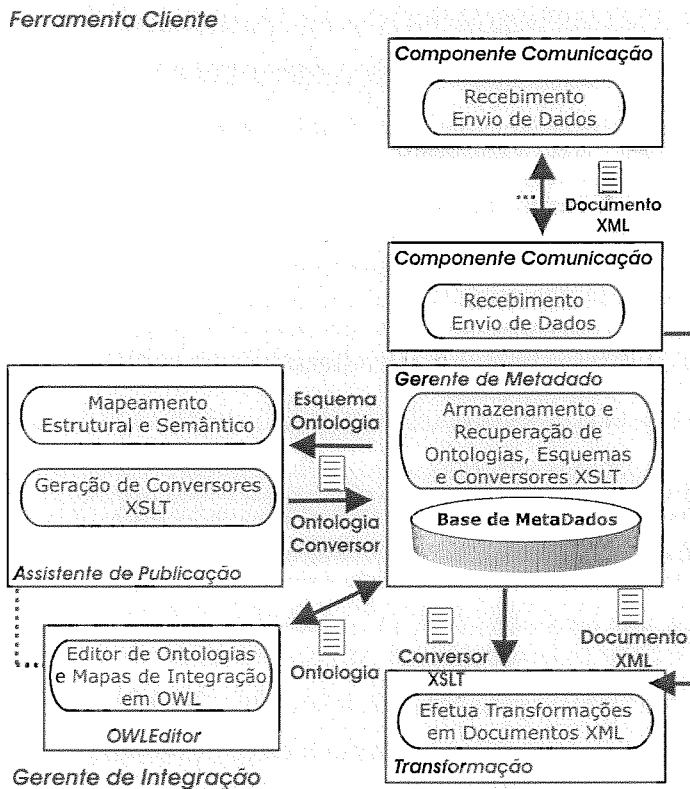 Ferramenta Cliente
Componente Comunicação
Recebimento
Envio de Dados
...
Documento
XML
Componente Comunicação
Recebimento
Envio de Dados
Mapeamento
Estrutural e Semântico
Geração de Conversores
XSLT
Assistente de Publicação
Esquema
Ontologia
Ontologia
Conversor
Gerente de Metadado
Armazenamento e
Recuperação de
Ontologias, Esquemas
e Conversores XSLT
Base de MetaDados
Editor de Ontologias
e Mapas de Integração
em OWL
OWLEditor
Ontologia
Conversor
XSLT
Documento
XML
Efetua Transformações
em Documentos XML
Transformação
Gerente de Integração